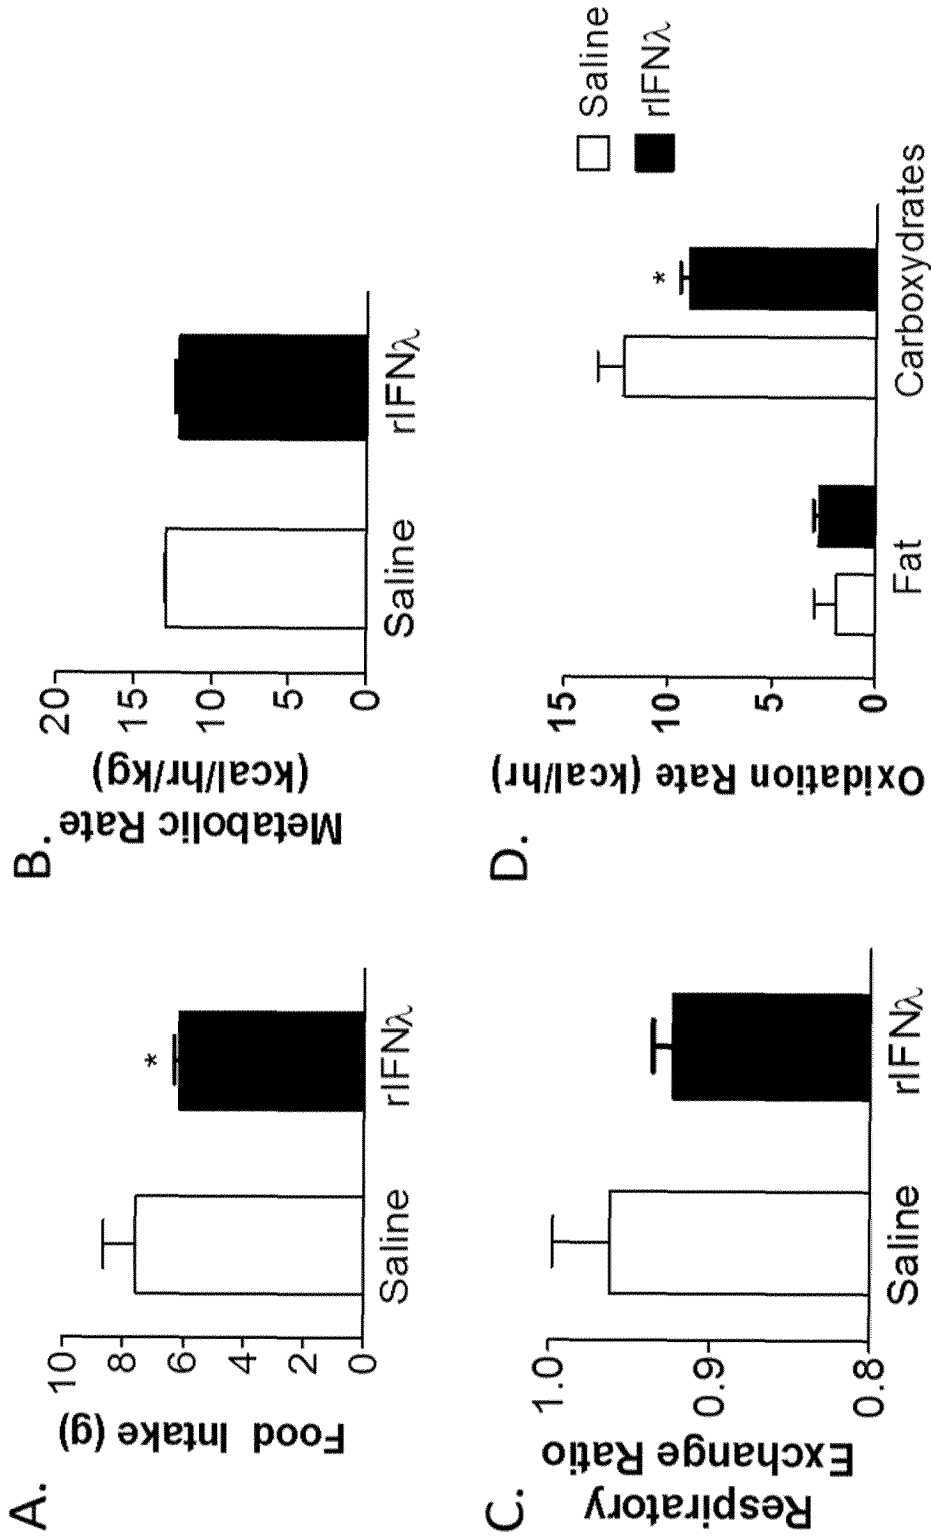 A.
Food Intake (g)
10
8
6
4
2
0
*
Saline
rIFNλ
B.
Metabolic Rate
(kcal/hr/kg)
20
15
10
5
0
Saline
rIFNλ
C.
Respiratory
Exchange Ratio
1.0
0.9
0.8
Saline
rIFNλ
D.
Oxidation Rate (kcal/hr)
15
10
5
0
*
Fat
Carboxydrates
Saline
rIFNλ